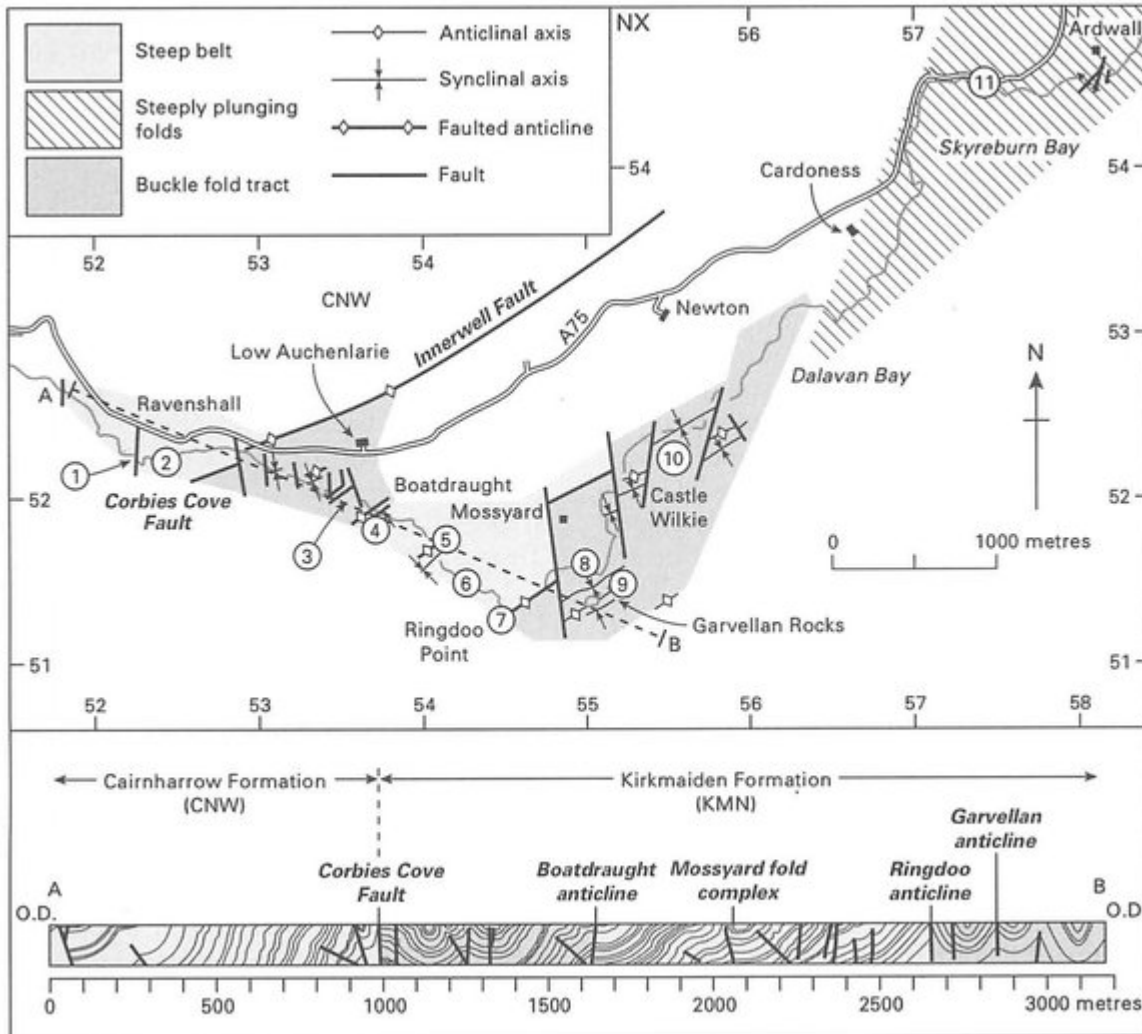 Steep belt
Steeply plunging
folds
Buckle fold tract
Anticlinal axis
Synclinal axis
Faulted anticline
Fault
NX
56
57
Ardwall
11
Skyreburn Bay
54
54
Cardoness
52
53
54
CNW
Innerwell Fault
A75
Newton
53
53
Low Auchenlarie
Dalavan Bay
N
A
Ravenshall
1
2
Corbies Cove
Fault
52
52
3
4
Boatdraught
Mossyard
10
Castle
Wilkie
5
6
7
8
9
Ringdoo
Point
Garvellan Rocks
B
0
1000 metres
51
51
52
53
54
55
56
57
58
Cairnharrow Formation
(CNW)
Kirkmaiden Formation
(KMN)
Garvellan
anticline
Corbies Cove
Fault
Boatdraught
anticline
Mossyard fold
complex
Ringdoo
anticline
A
B
O.D.
O.D.
0 500 1000 1500 2000 2500 3000 metres